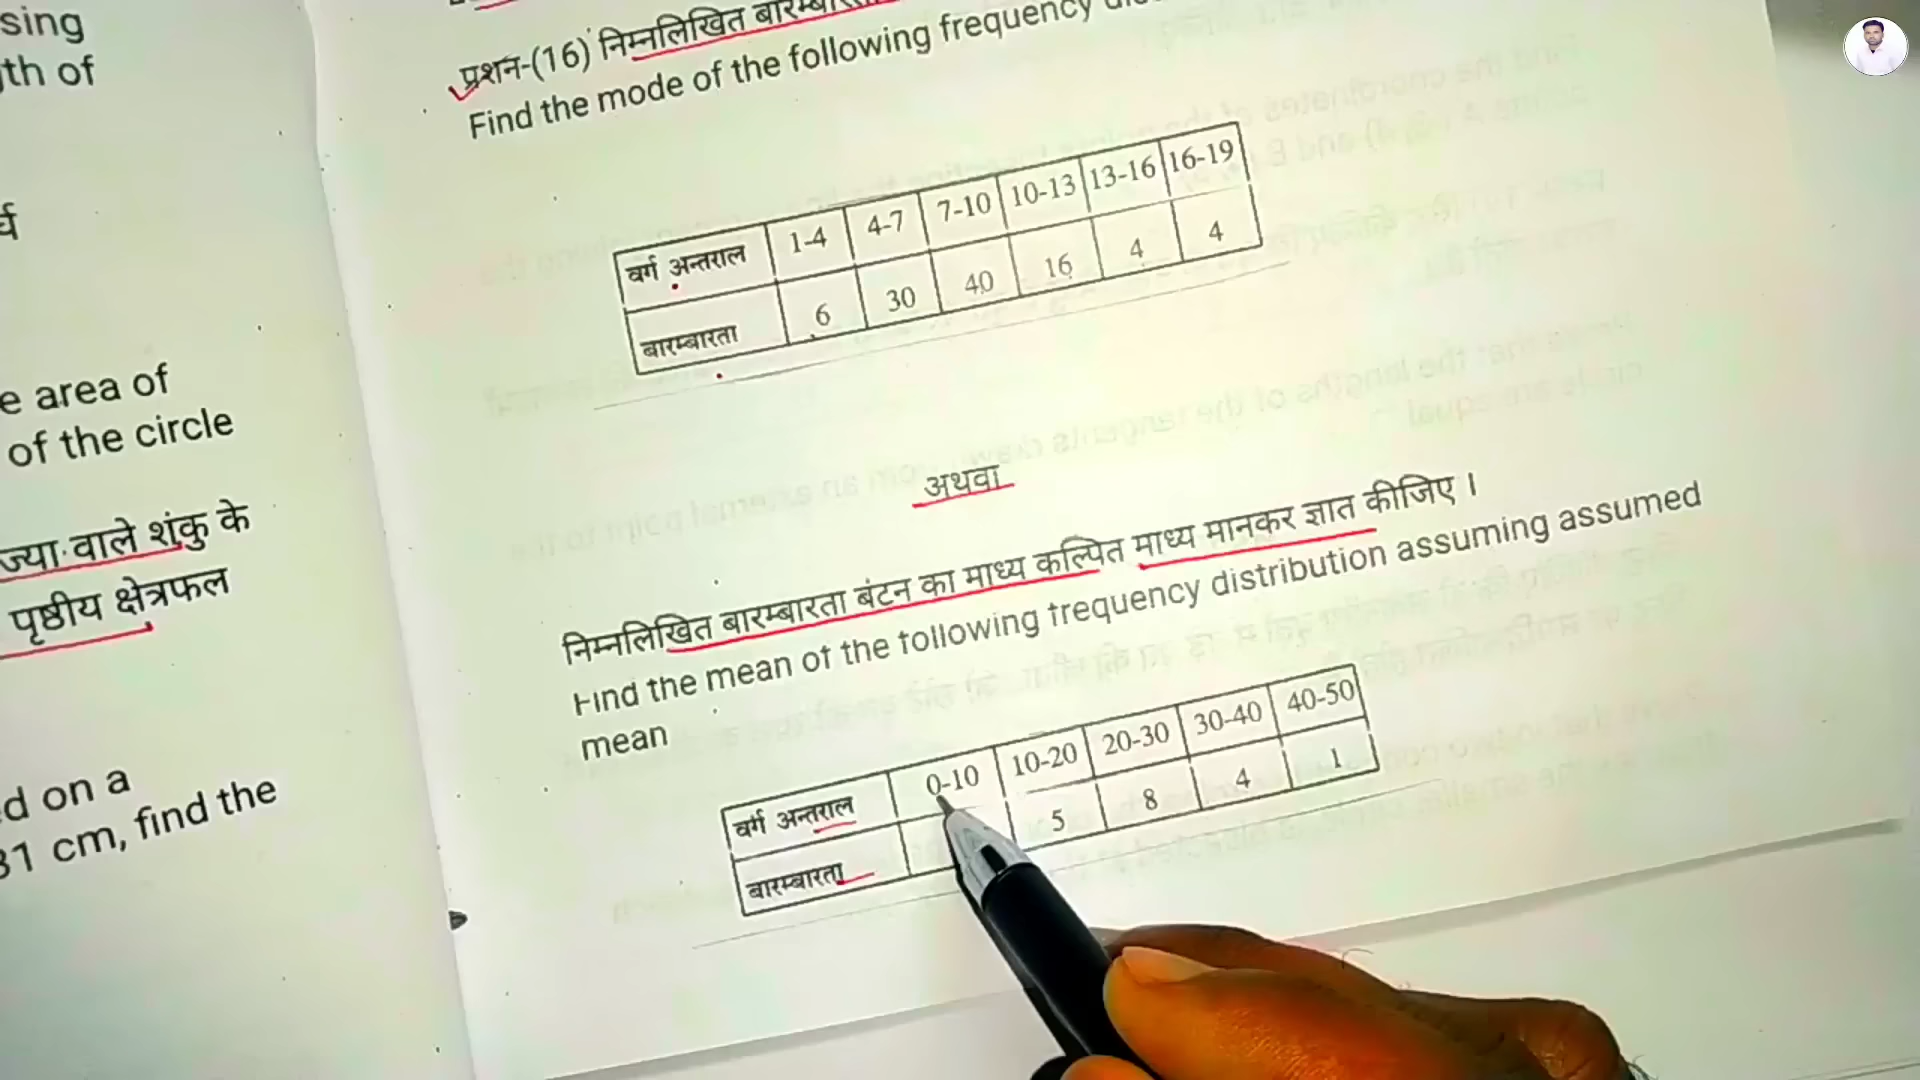 sing
th of
र्च
e area of
of the circle
ज्या वाले शंकु के
पृष्ठीय क्षेत्रफल
d on a
31 cm, find the
प्रशन-(16) निम्नलिखित
Find the mode of the following frequency
वर्ग अन्तराल 1-4 4-7 7-10 10-13 13-16 16-19
बारम्बारता 6 30 40 16 4 4
अथवा
निम्नलिखित बारम्बारता बंटन का माध्य कल्पित माध्य मानकर ज्ञात कीजिए ।
Find the mean of the following frequency distribution assuming assumed
mean
वर्ग अन्तराल 0-10 10-20 20-30 30-40 40-50
बारम्बारता 5 8 4 1